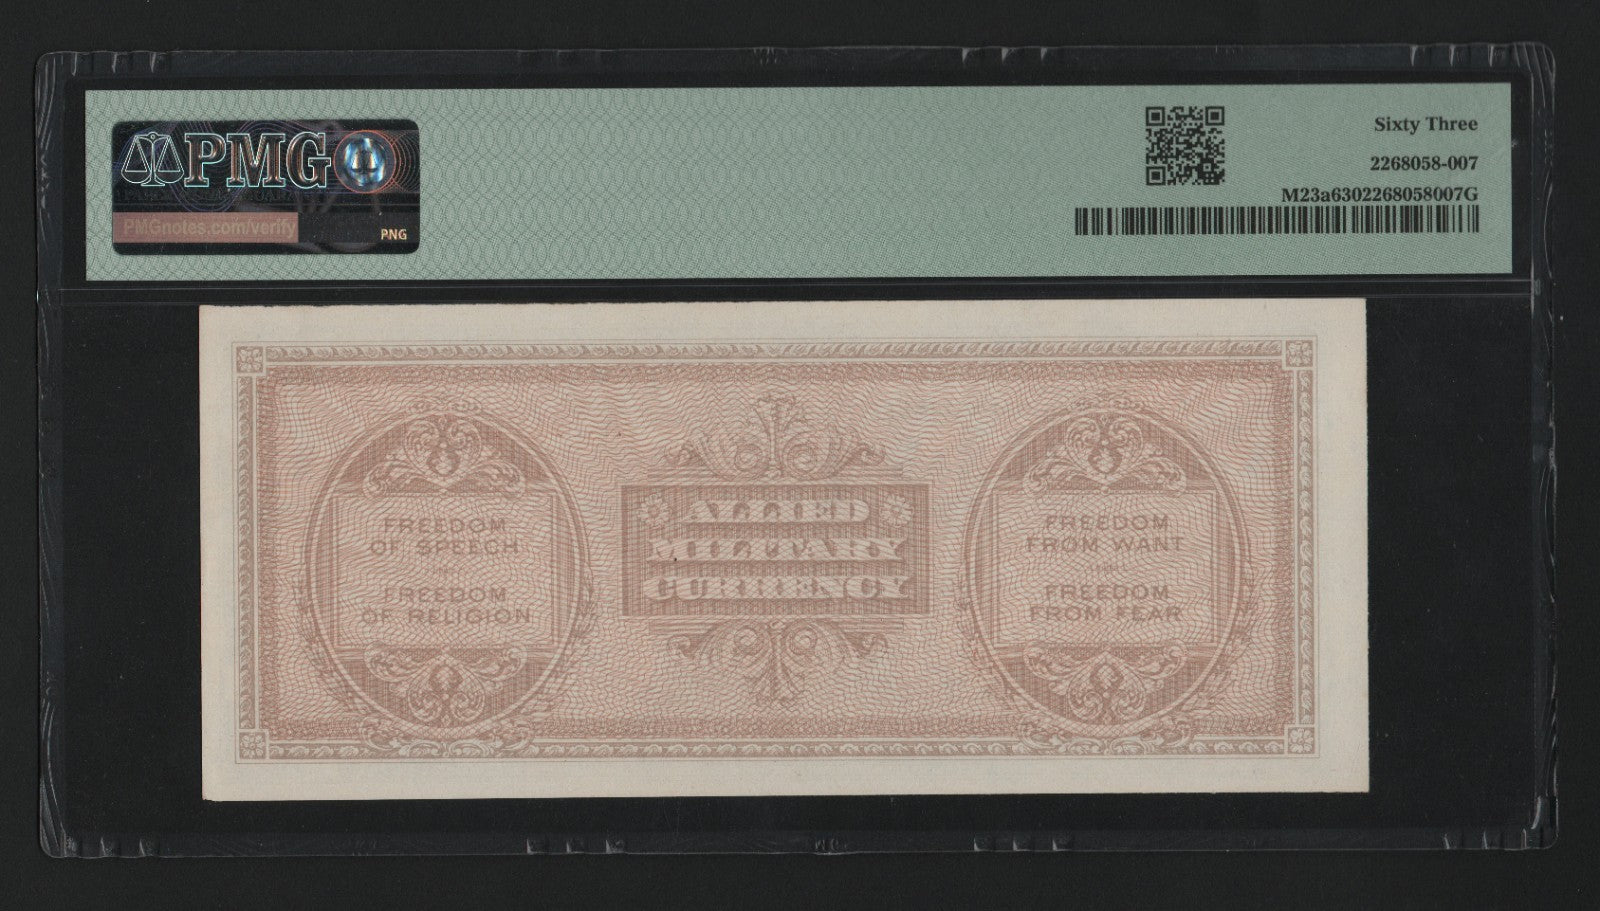 PMG
PMGnotes.com/verify
PNG
Sixty Three
2268058-007
M23a6302268058007G
FREEDOM
OF SPEECH
FREEDOM
OF RELIGION
ALLIED
MILITARY
CURRENCY
FREEDOM
FROM WANT
FREEDOM
FROM FEAR